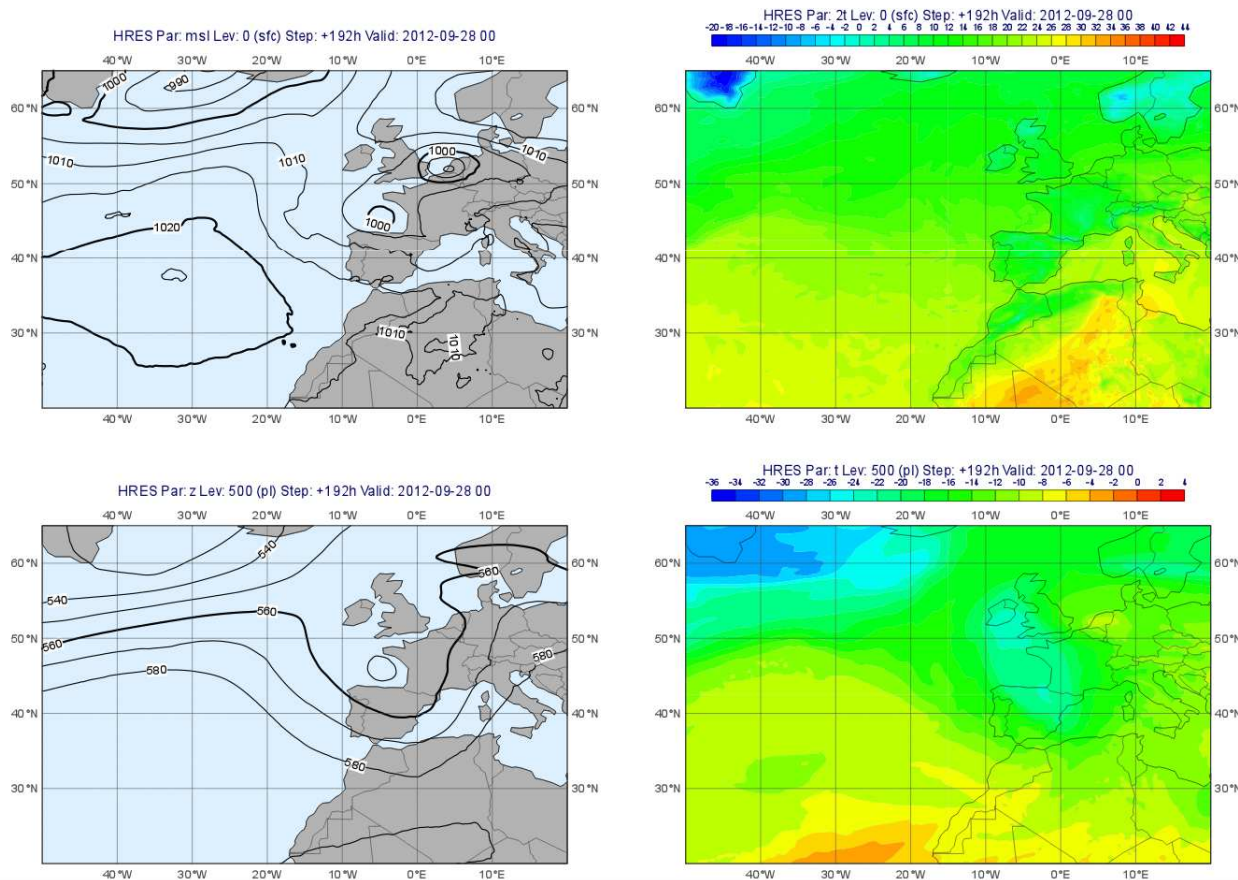 HRES Par: msl Lev: 0 (sfc) Step: +192h Valid: 2012-09-28 00
40°W 30°W 20°W 10°W 0°E 10°E
60°N 60°N
50°N 50°N
40°N 40°N
30°N 30°N
40°W 30°W 20°W 10°W 0°E 10°E
1000
990
1010
1010
1000
1010
1020
1000
1010
1010
HRES Par: 2t Lev: 0 (sfc) Step: +192h Valid: 2012-09-28 00
-20 -18 -16 -14 -12 -10 -8 -6 -4 -2 0 2 4 6 8 10 12 14 16 18 20 22 24 26 28 30 32 34 36 38 40 42 44
40°W 30°W 20°W 10°W 0°E 10°E
60°N 60°N
50°N 50°N
40°N 40°N
30°N 30°N
40°W 30°W 20°W 10°W 0°E 10°E
HRES Par: z Lev: 500 (pl) Step: +192h Valid: 2012-09-28 00
40°W 30°W 20°W 10°W 0°E 10°E
60°N 60°N
50°N 50°N
40°N 40°N
30°N 30°N
40°W 30°W 20°W 10°W 0°E 10°E
540
560
540
560
560
580
580
580
HRES Par: t Lev: 500 (pl) Step: +192h Valid: 2012-09-28 00
-36 -34 -32 -30 -28 -26 -24 -22 -20 -18 -16 -14 -12 -10 -8 -6 -4 -2 0 2 4
40°W 30°W 20°W 10°W 0°E 10°E
60°N 60°N
50°N 50°N
40°N 40°N
30°N 30°N
40°W 30°W 20°W 10°W 0°E 10°E